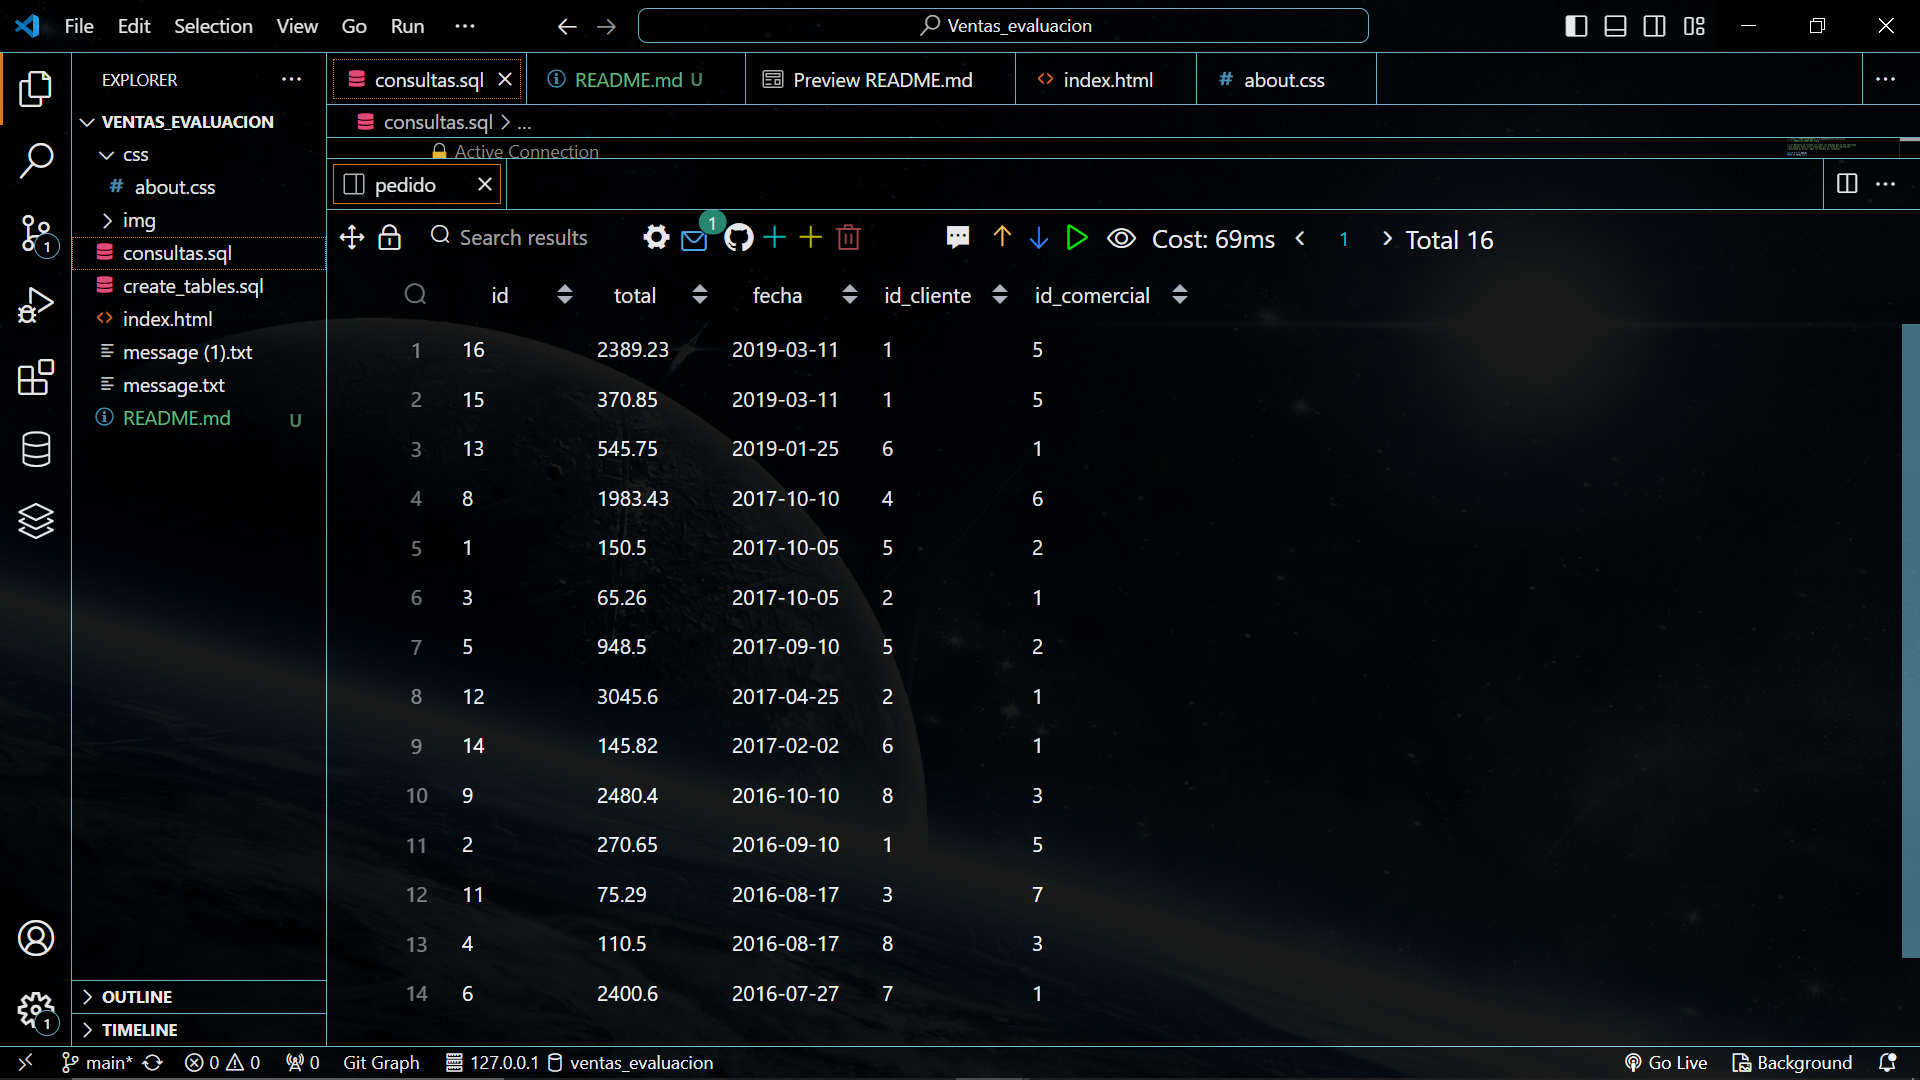 File Edit Selection View Go Run ··· Ventas_evaluacion
EXPLORER ···
VENTAS_EVALUACION
css
# about.css
img
consultas.sql
create_tables.sql
index.html
message (1).txt
message.txt
README.md U
OUTLINE
TIMELINE
consultas.sql README.md U Preview README.md index.html # about.css ···
consultas.sql > ...
Active Connection
pedido ···
Search results 1 Cost: 69ms < 1 > Total 16
id total fecha id_cliente id_comercial
1 16 2389.23 2019-03-11 1 5
2 15 370.85 2019-03-11 1 5
3 13 545.75 2019-01-25 6 1
4 8 1983.43 2017-10-10 4 6
5 1 150.5 2017-10-05 5 2
6 3 65.26 2017-10-05 2 1
7 5 948.5 2017-09-10 5 2
8 12 3045.6 2017-04-25 2 1
9 14 145.82 2017-02-02 6 1
10 9 2480.4 2016-10-10 8 3
11 2 270.65 2016-09-10 1 5
12 11 75.29 2016-08-17 3 7
13 4 110.5 2016-08-17 8 3
14 6 2400.6 2016-07-27 7 1
1
1
main* 0 0 0 Git Graph 127.0.0.1 ventas_evaluacion Go Live Background